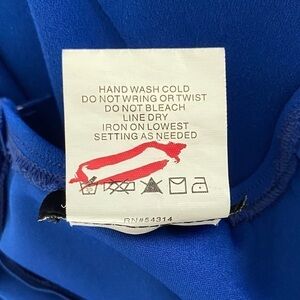 HAND WASH COLD
DO NOT WRING OR TWIST
DO NOT BLEACH
LINE DRY
IRON ON LOWEST
SETTING AS NEEDED
RN#54314